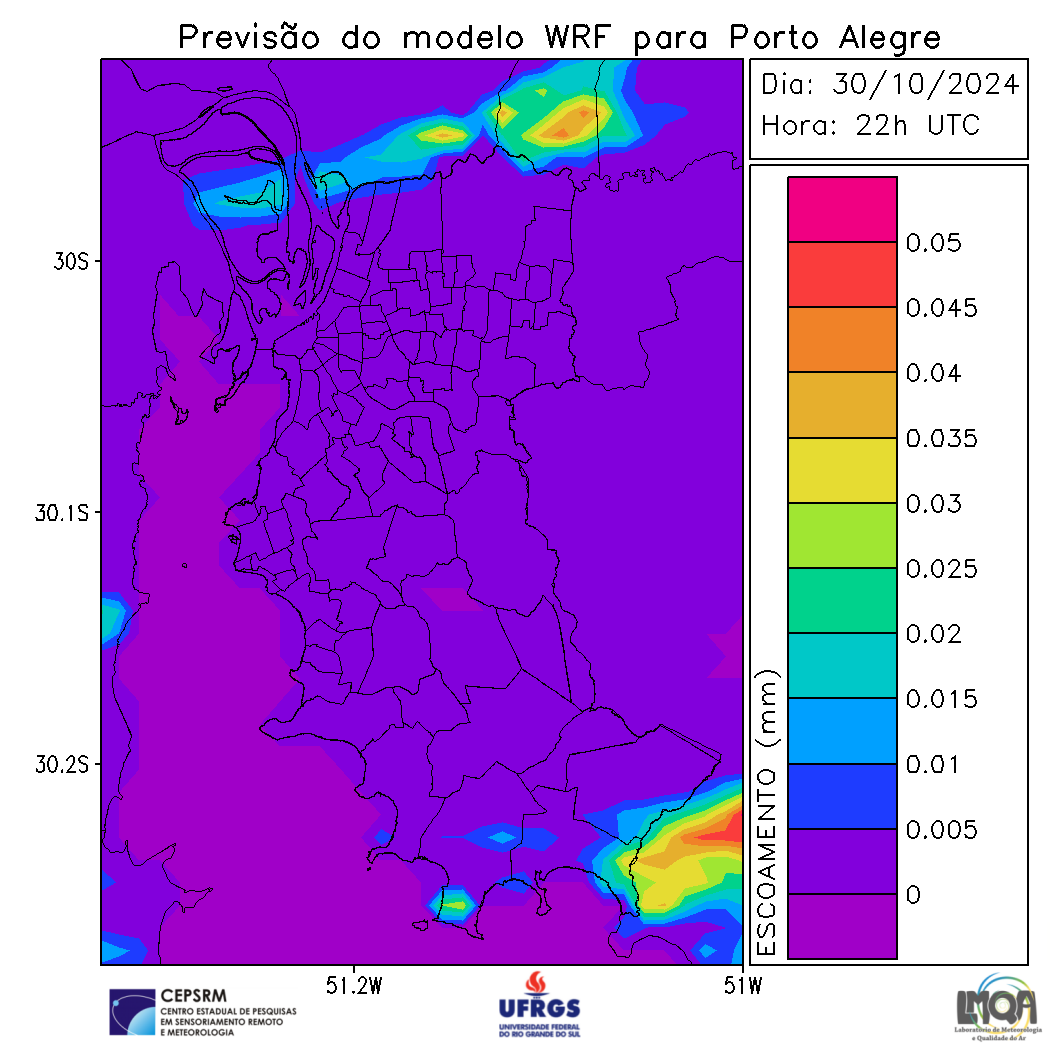 Previsão do modelo WRF para Porto Alegre
Dia: 30/10/2024
Hora: 22h UTC
30S
30.1S
30.2S
51.2W
51W
ESCOAMENTO (mm)
0.05
0.045
0.04
0.035
0.03
0.025
0.02
0.015
0.01
0.005
0
CEPSRM
CENTRO ESTADUAL DE PESQUISAS
EM SENSORIAMENTO REMOTO
E METEOROLOGIA
UFRGS
UNIVERSIDADE FEDERAL
DO RIO GRANDE DO SUL
LMQA
Laboratório de Meteorologia
e Qualidade do Ar